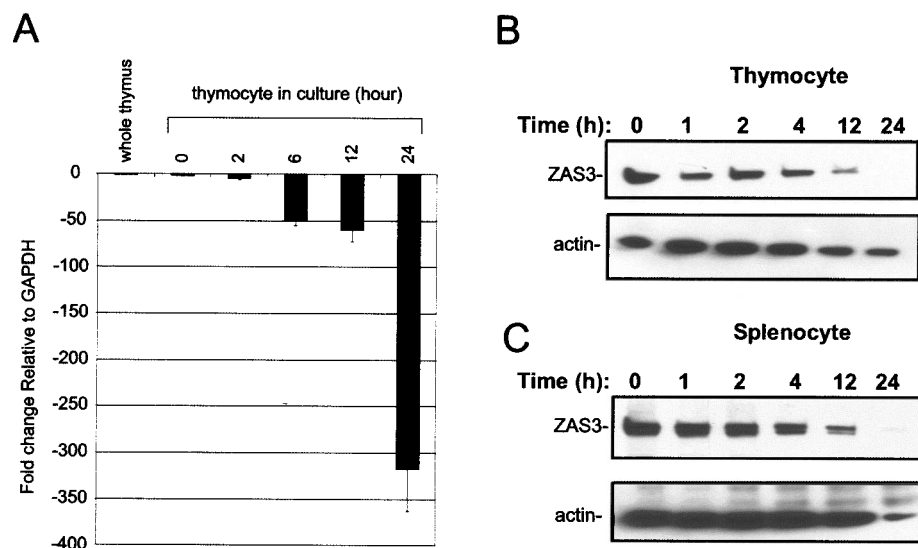 A
whole thymus
thymocyte in culture (hour)
0
2
6
12
24
0
-50
-100
-150
-200
-250
-300
-350
-400
Fold change Relative to GAPDH
B
Thymocyte
Time (h): 0 1 2 4 12 24
ZAS3-
actin-
C
Splenocyte
Time (h): 0 1 2 4 12 24
ZAS3-
actin-